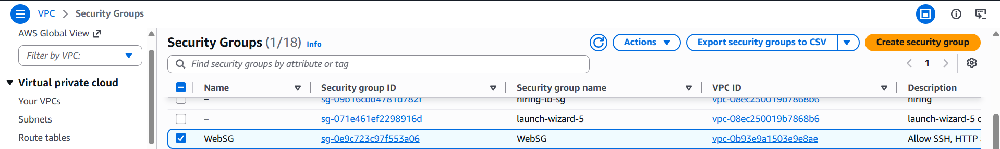 VPC > Security Groups
AWS Global View
Filter by VPC:
Virtual private cloud
Your VPCs
Subnets
Route tables
Security Groups (1/18) Info
Actions
Export security groups to CSV
Create security group
Find security groups by attribute or tag
1
Name Security group ID Security group name VPC ID Description
– sg-09b16cbd4781d782f hiring-lb-sg vpc-08ec250019b7868b6 hiring
– sg-071e461ef2298916d launch-wizard-5 vpc-08ec250019b7868b6 launch-wizard-5 c
WebSG sg-0e9c723c97f553a06 WebSG vpc-0b93e9a1503e9e8ae Allow SSH, HTTP